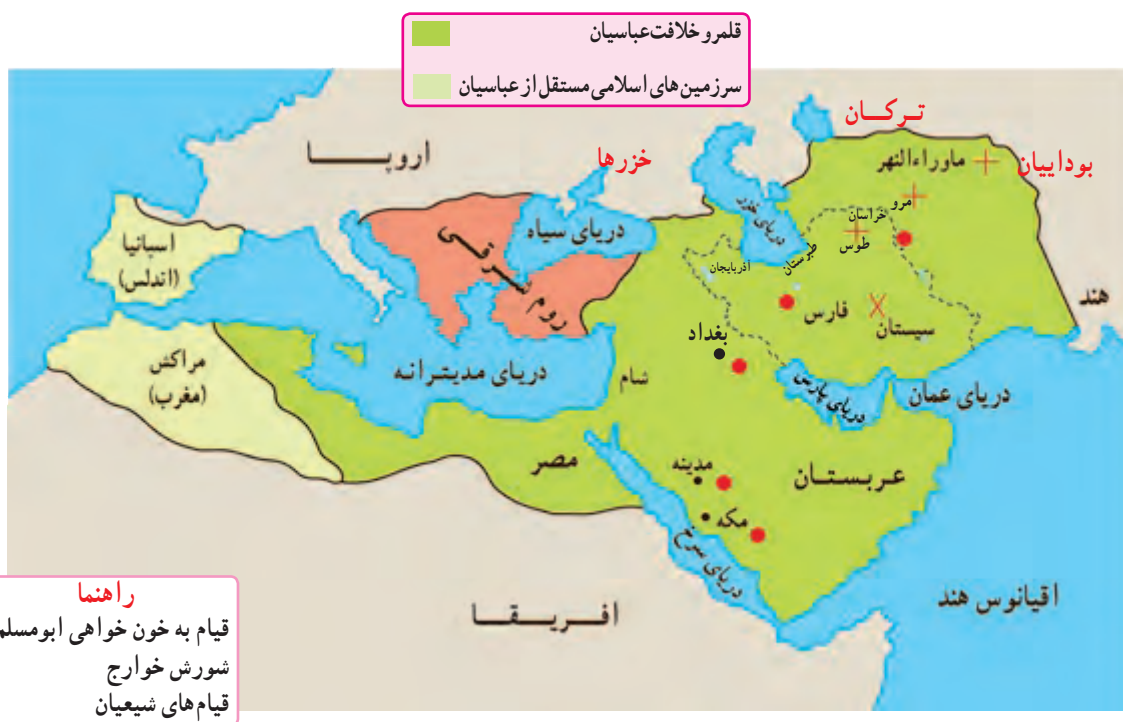 قلمرو خلافت عباسیان
سرزمین‌های اسلامی مستقل از عباسیان
ترکان
خزرها
بوداییان
اروپا
ماوراءالنهر
مرو
خراسان
طوس
دریای خزر
طبرستان
آذربایجان
دریای سیاه
روم شرقی
اسپانیا
(اندلس)
هند
فارس
سیستان
بغداد
مراکش
(مغرب)
دریای مدیترانه
شام
دریای پارس
دریای عمان
مصر
مدینه
عربستان
مکه
دریای سرخ
افریقا
اقیانوس هند
راهنما
قیام به خون خواهی ابومسلم
شورش خوارج
قیام‌های شیعیان